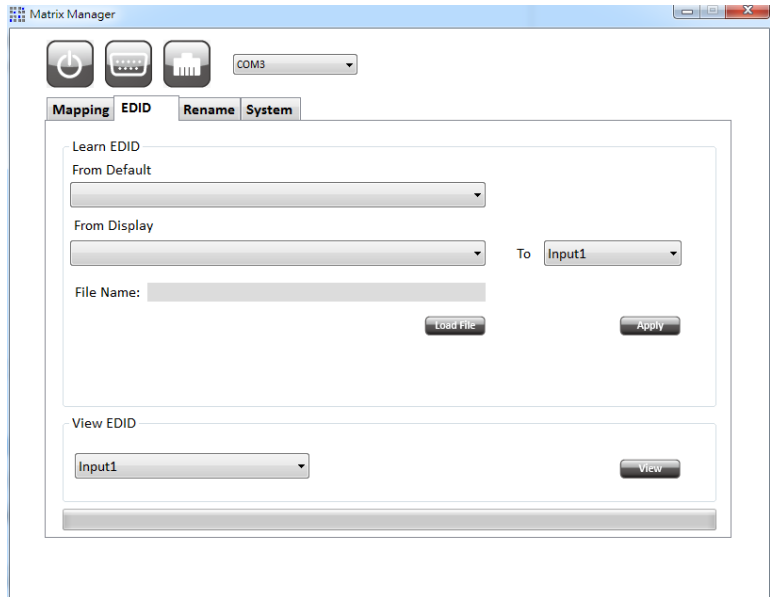 Matrix Manager
COM3
Mapping EDID Rename System
Learn EDID
From Default
From Display
To Input1
File Name:
Load File Apply
View EDID
Input1
View